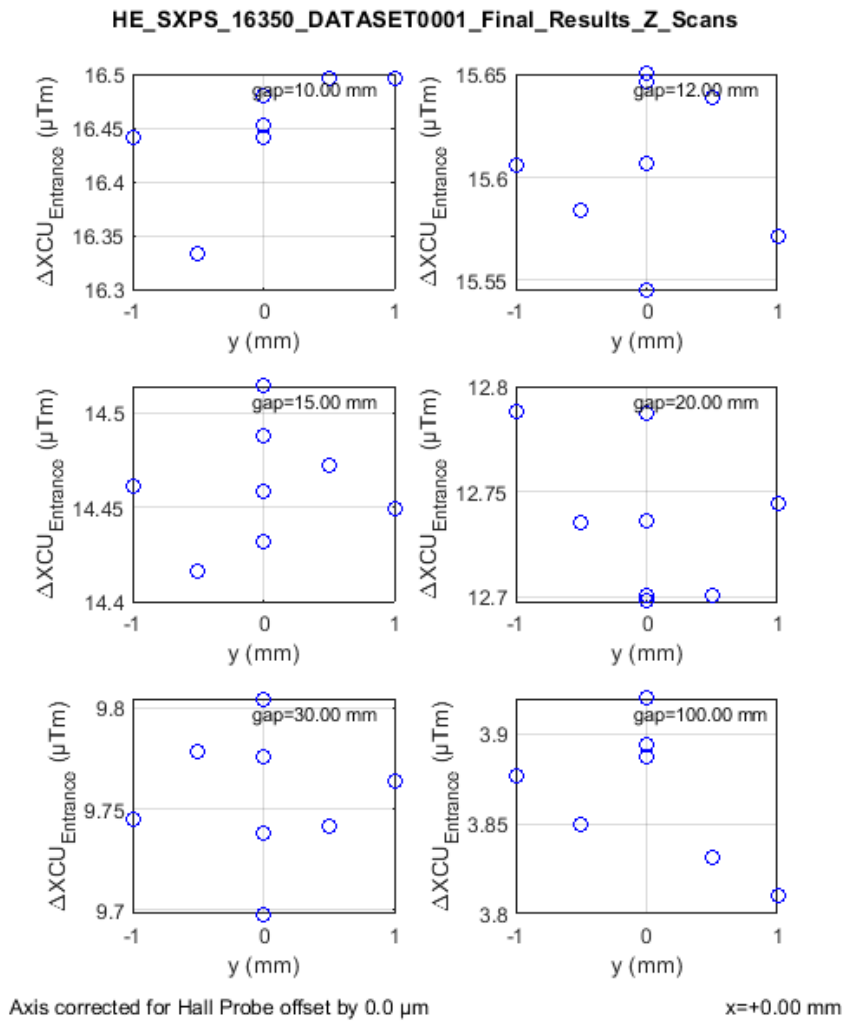 HE_SXPS_16350_DATASET0001_Final_Results_Z_Scans
16.5
16.45
16.4
16.35
16.3
ΔXCU_Entrance (µTm)
gap=10.00 mm
-1 0 1
y (mm)
15.65
15.6
15.55
ΔXCU_Entrance (µTm)
gap=12.00 mm
-1 0 1
y (mm)
14.5
14.45
14.4
ΔXCU_Entrance (µTm)
gap=15.00 mm
-1 0 1
y (mm)
12.8
12.75
12.7
ΔXCU_Entrance (µTm)
gap=20.00 mm
-1 0 1
y (mm)
9.8
9.75
9.7
ΔXCU_Entrance (µTm)
gap=30.00 mm
-1 0 1
y (mm)
3.9
3.85
3.8
ΔXCU_Entrance (µTm)
gap=100.00 mm
-1 0 1
y (mm)
Axis corrected for Hall Probe offset by 0.0 µm
x=+0.00 mm